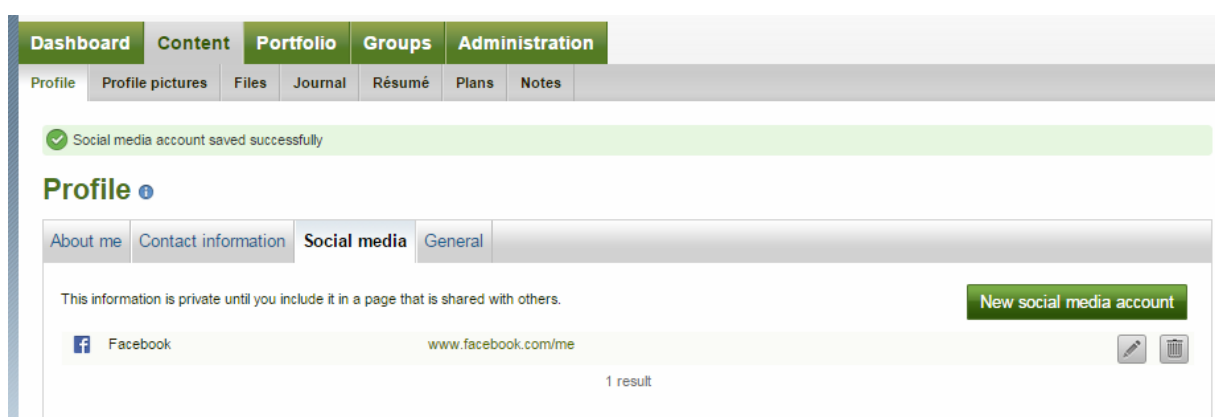 Dashboard Content Portfolio Groups Administration
Profile Profile pictures Files Journal Résumé Plans Notes
Social media account saved successfully
Profile
About me Contact information Social media General
This information is private until you include it in a page that is shared with others.
New social media account
Facebook www.facebook.com/me
1 result